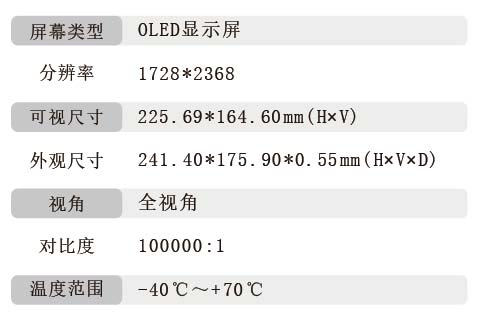 屏幕类型 OLED显示屏
分辨率 1728*2368
可视尺寸 225.69*164.60mm(H×V)
外观尺寸 241.40*175.90*0.55mm(H×V×D)
视角 全视角
对比度 100000:1
温度范围 -40℃～+70℃